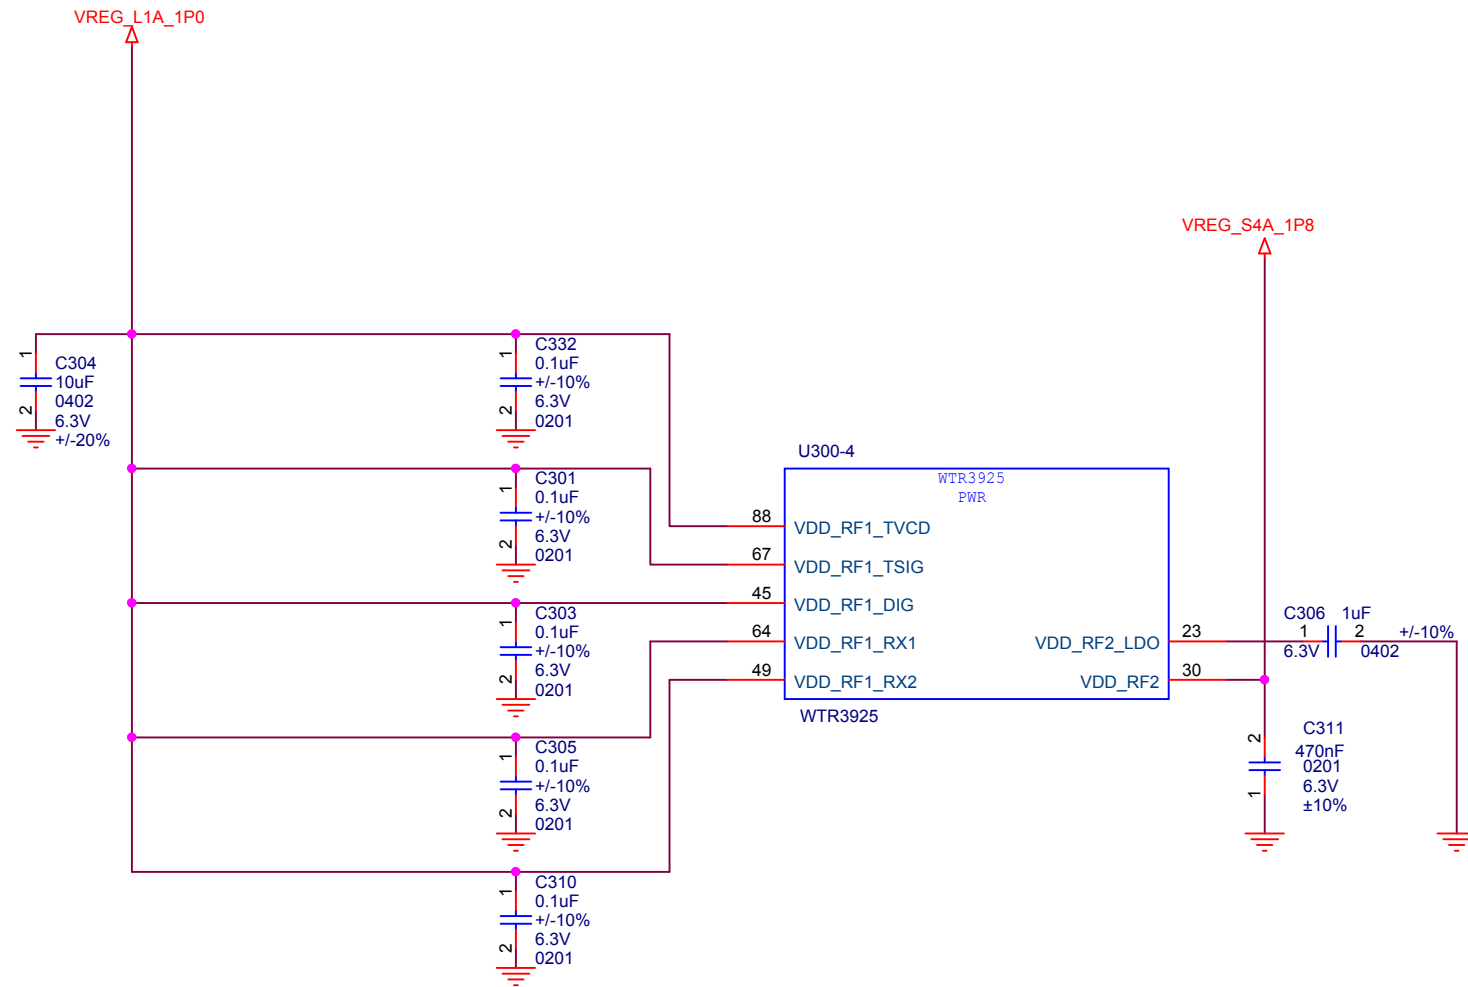 VREG_L1A_1P0
VREG_S4A_1P8
1
C304
10uF
0402
2
6.3V
+/-20%
1
C332
0.1uF
+/-10%
2
6.3V
0201
1
C301
0.1uF
+/-10%
2
6.3V
0201
1
C303
0.1uF
+/-10%
2
6.3V
0201
1
C305
0.1uF
+/-10%
2
6.3V
0201
1
C310
0.1uF
+/-10%
2
6.3V
0201
U300-4
WTR3925
PWR
88 VDD_RF1_TVCD
67 VDD_RF1_TSIG
45 VDD_RF1_DIG
64 VDD_RF1_RX1
49 VDD_RF1_RX2
VDD_RF2_LDO 23
VDD_RF2 30
WTR3925
C306 1uF
1 2 +/-10%
6.3V 0402
2
C311
470nF
0201
1
6.3V
±10%